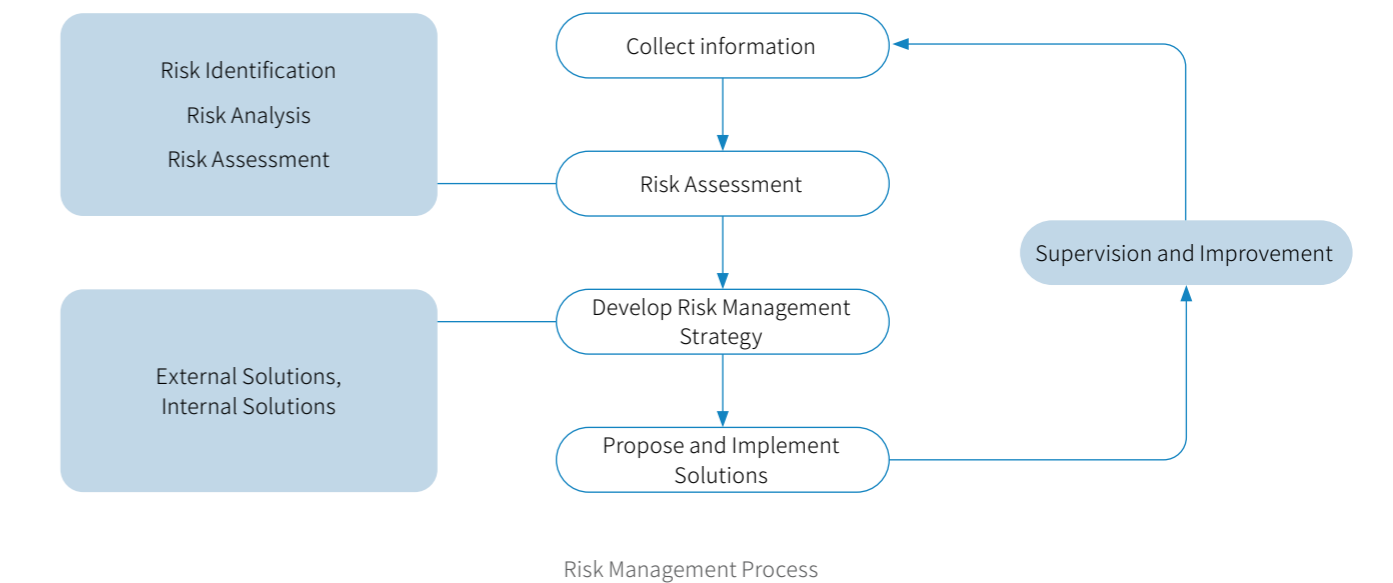 Risk Identification
Risk Analysis
Risk Assessment
Collect information
Risk Assessment
Develop Risk Management
Strategy
Propose and Implement
Solutions
External Solutions,
Internal Solutions
Supervision and Improvement
Risk Management Process